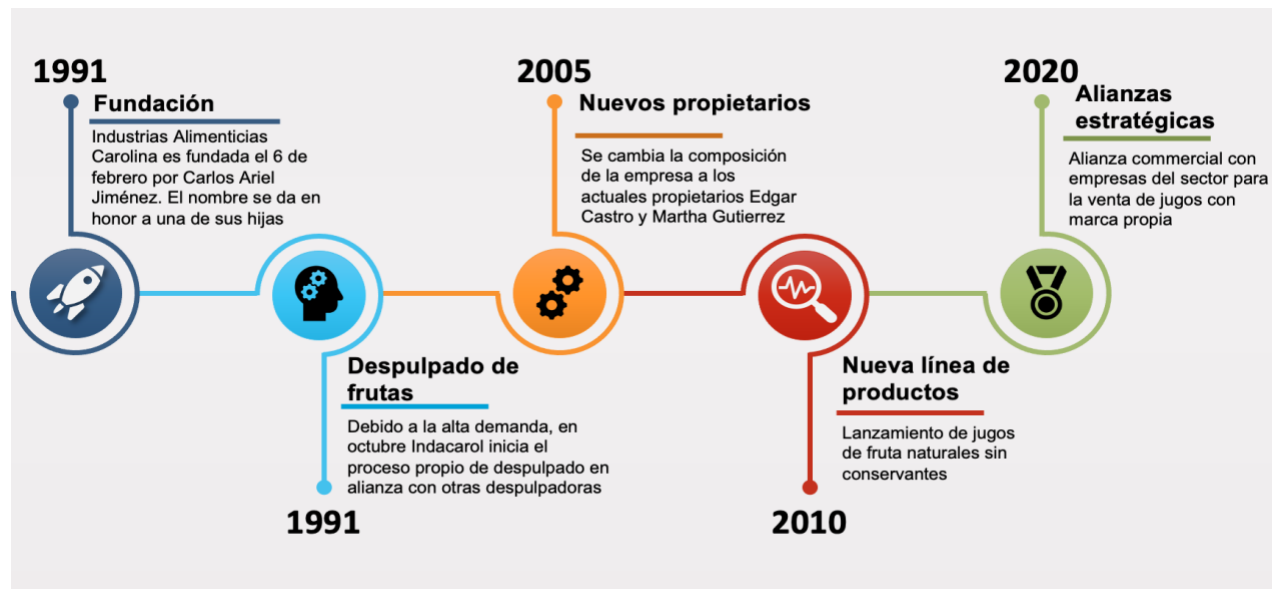 1991
Fundación
Industrias Alimenticias
Carolina es fundada el 6 de
febrero por Carlos Ariel
Jiménez. El nombre se da en
honor a una de sus hijas
Despulpado de
frutas
Debido a la alta demanda, en
octubre Indacarol inicia el
proceso propio de despulpado en
alianza con otras despulpadoras
1991
2005
Nuevos propietarios
Se cambia la composición
de la empresa a los
actuales propietarios Edgar
Castro y Martha Gutierrez
Nueva línea de
productos
Lanzamiento de jugos
de fruta naturales sin
conservantes
2010
2020
Alianzas
estratégicas
Alianza commercial con
empresas del sector para
la venta de jugos con
marca propia